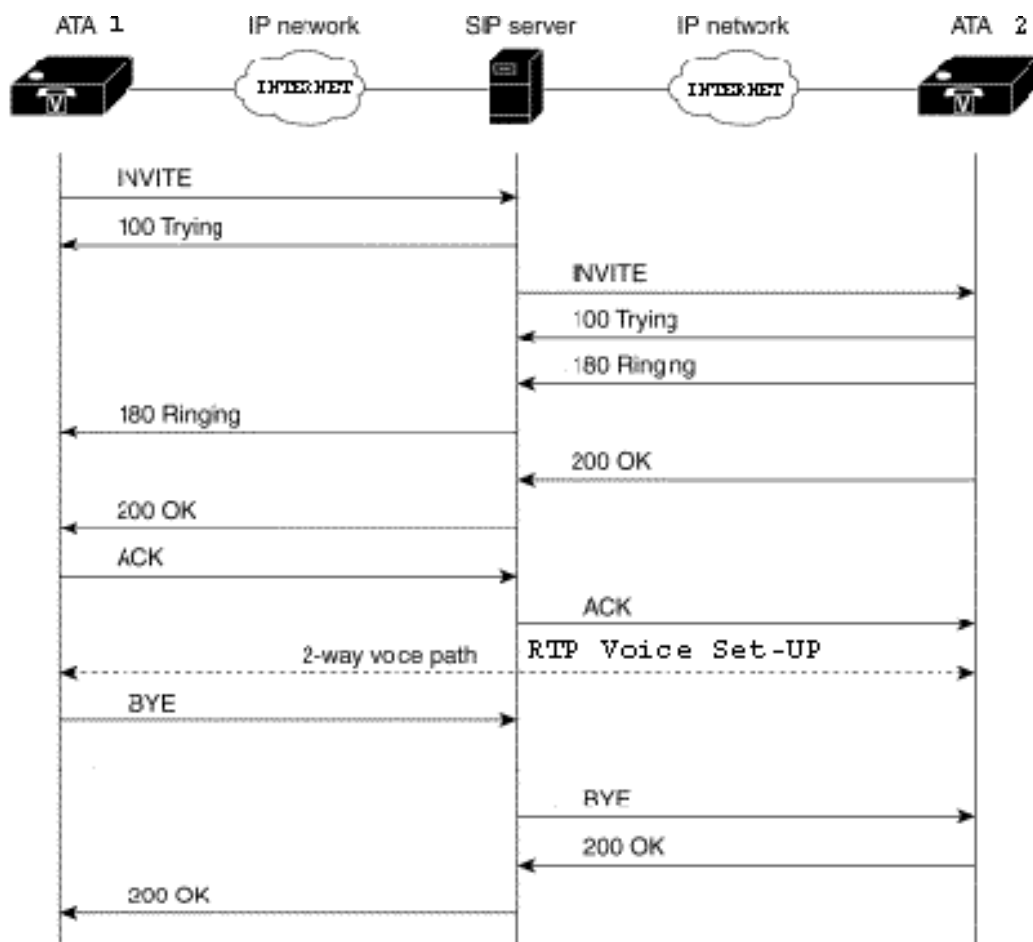 ATA 1 IP network SIP server IP network ATA 2
INTERNET INTERNET
V V
INVITE
100 Trying
INVITE
100 Trying
180 Ringing
180 Ringing
200 OK
200 OK
ACK
ACK
2-way voce path RTP Voice Set-UP
BYE
BYE
200 OK
200 OK